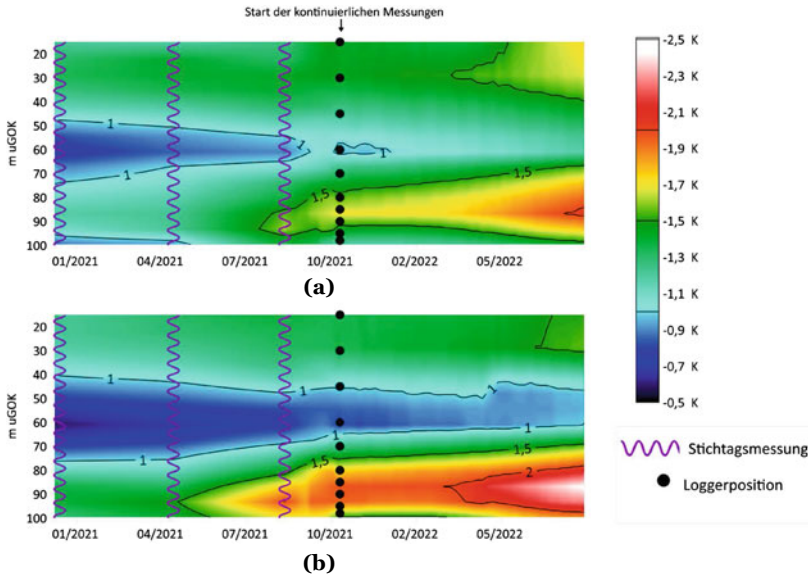 Start der kontinuierlichen Messungen
m uGOK
20
30
40
50
60
70
80
90
100
1
1
1
1
1,5
01/2021
04/2021
07/2021
10/2021
02/2022
05/2022
(a)
m uGOK
20
30
40
50
60
70
80
90
100
1
1
1
1
1,5
1,5
2
01/2021
04/2021
07/2021
10/2021
02/2022
05/2022
(b)
-2,5 K
-2,3 K
-2,1 K
-1,9 K
-1,7 K
-1,5 K
-1,3 K
-1,1 K
-0,9 K
-0,7 K
-0,5 K
Stichtagsmessung
Loggerposition